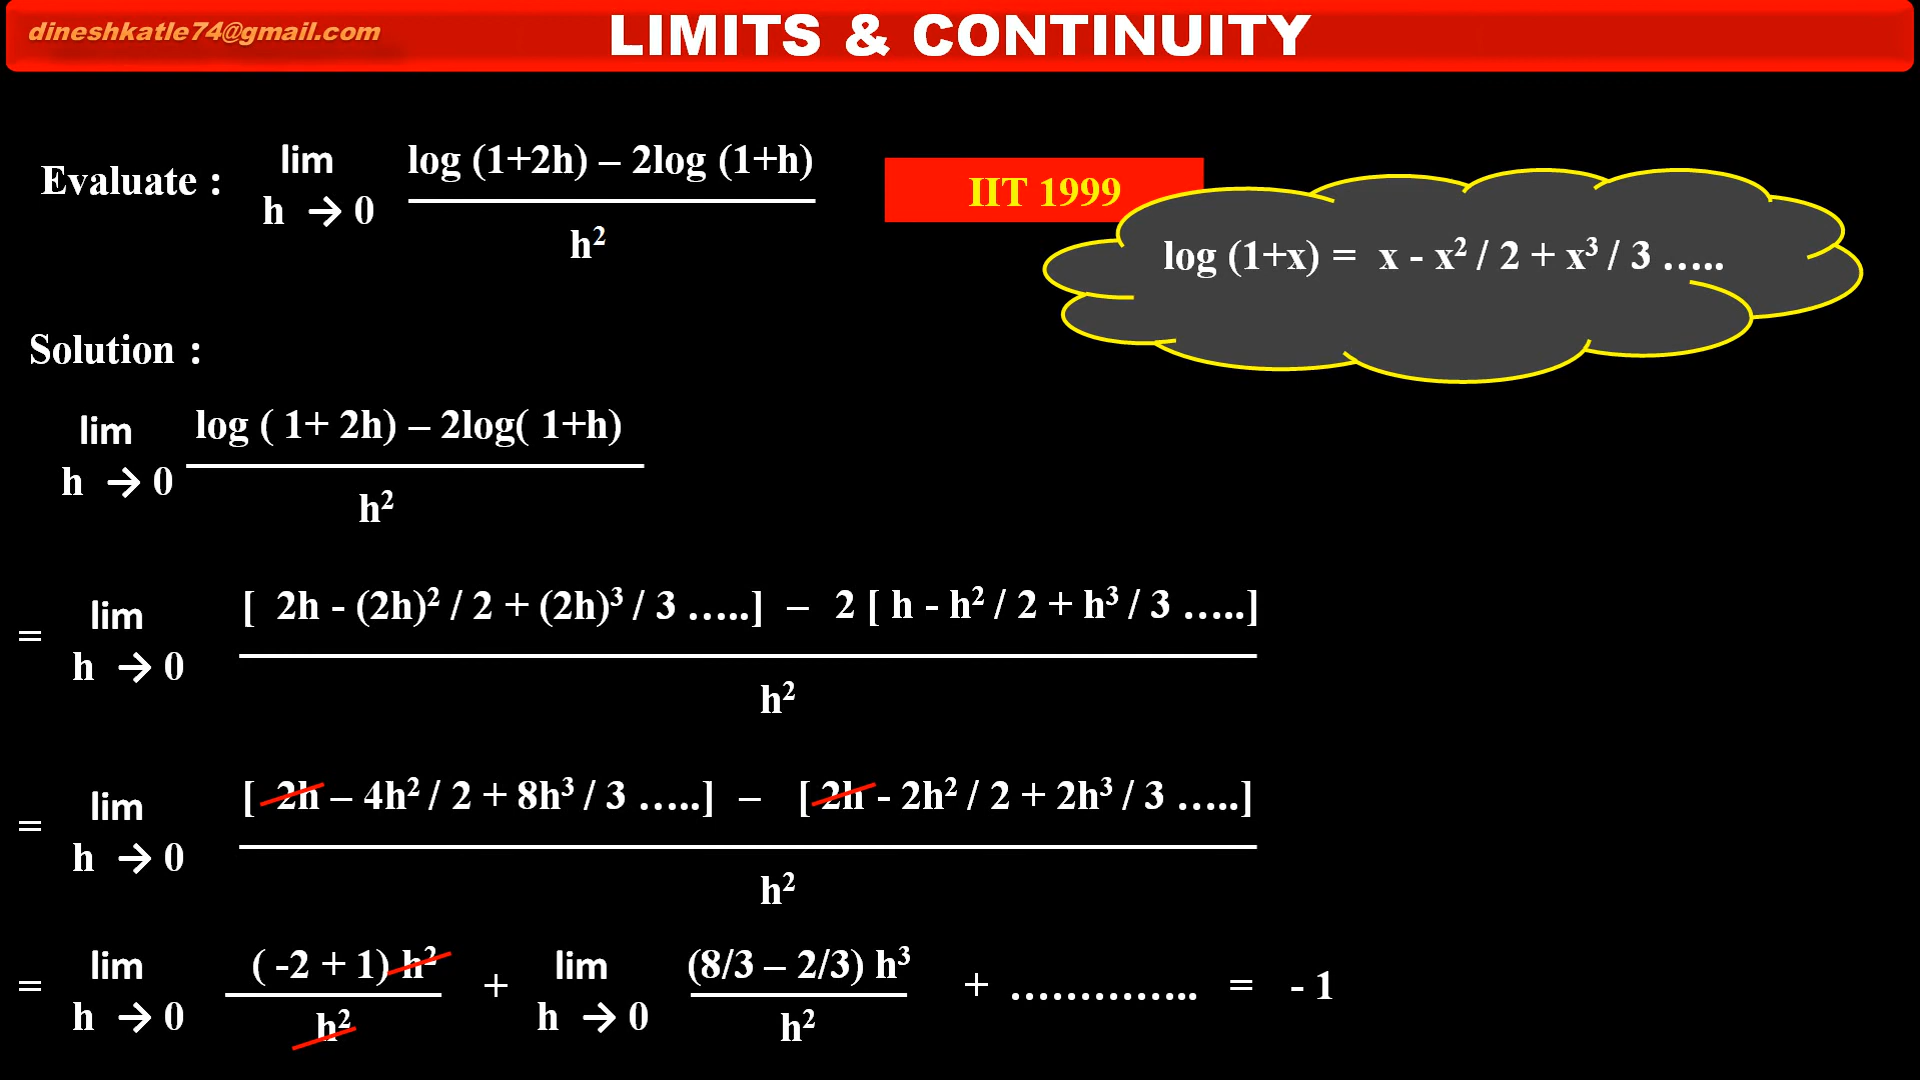 dineshkatle74@gmail.com
LIMITS & CONTINUITY
Evaluate : lim h → 0 log (1+2h) – 2log (1+h) / h²
IIT 1999
log (1+x) = x - x² / 2 + x³ / 3 …..
Solution :
lim h → 0 log ( 1+ 2h) – 2log( 1+h) / h²
= lim h → 0 [ 2h - (2h)² / 2 + (2h)³ / 3 …..] – 2 [ h - h² / 2 + h³ / 3 …..] / h²
= lim h → 0 [ 2h – 4h² / 2 + 8h³ / 3 …..] – [ 2h - 2h² / 2 + 2h³ / 3 …..] / h²
= lim h → 0 ( -2 + 1) h² / h² + lim h → 0 (8/3 – 2/3) h³ / h² + ………….. = - 1